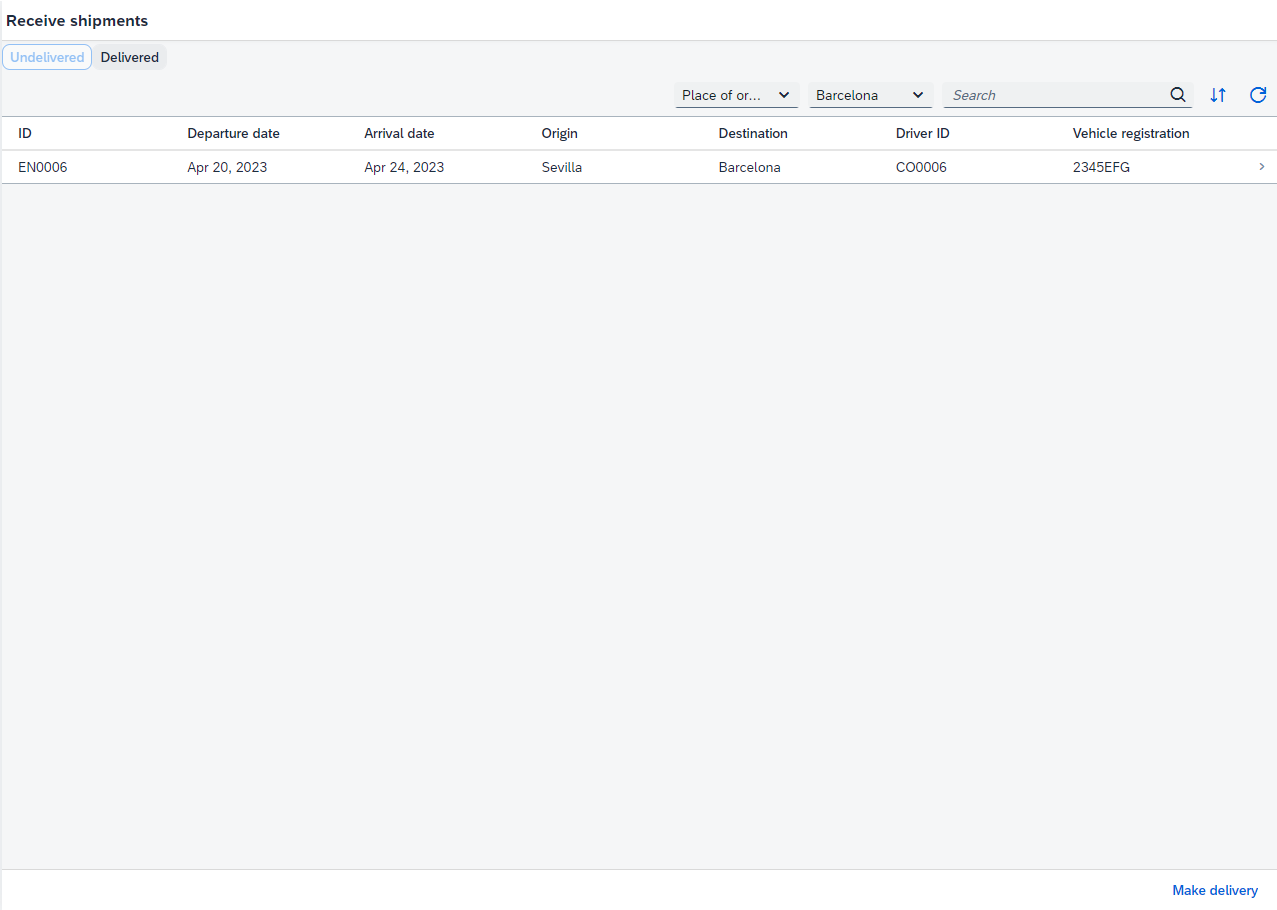 Receive shipments
Undelivered Delivered
Place of or... Barcelona Search
ID Departure date Arrival date Origin Destination Driver ID Vehicle registration
EN0006 Apr 20, 2023 Apr 24, 2023 Sevilla Barcelona CO0006 2345EFG
Make delivery